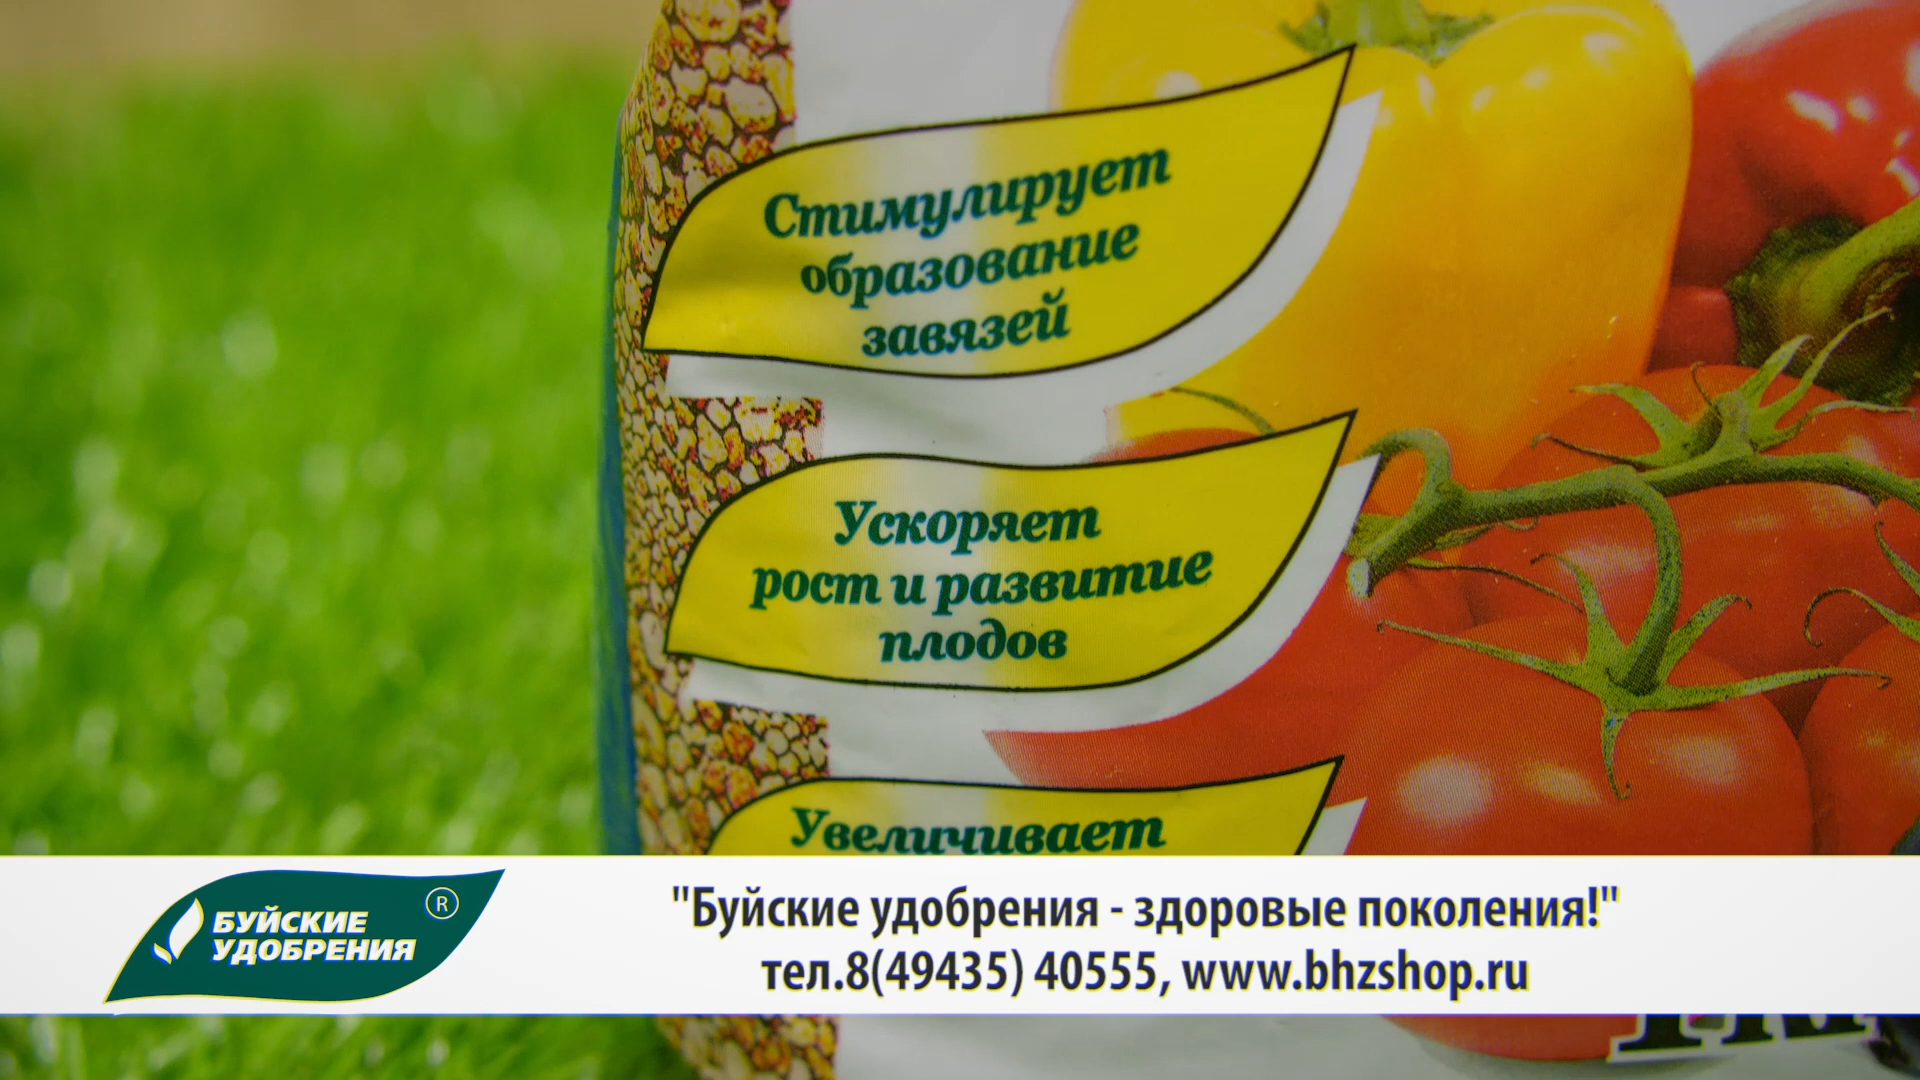 Стимулирует
образование
завязей
Ускоряет
рост и развитие
плодов
Увеличивает
БУЙСКИЕ
УДОБРЕНИЯ
®
"Буйские удобрения - здоровые поколения!"
тел.8(49435) 40555, www.bhzshop.ru